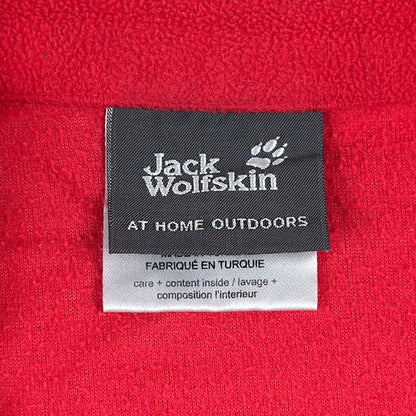 Jack
Wolfskin
AT HOME OUTDOORS
FABRIQUÉ EN TURQUIE
care + content inside / lavage +
composition l'interieur